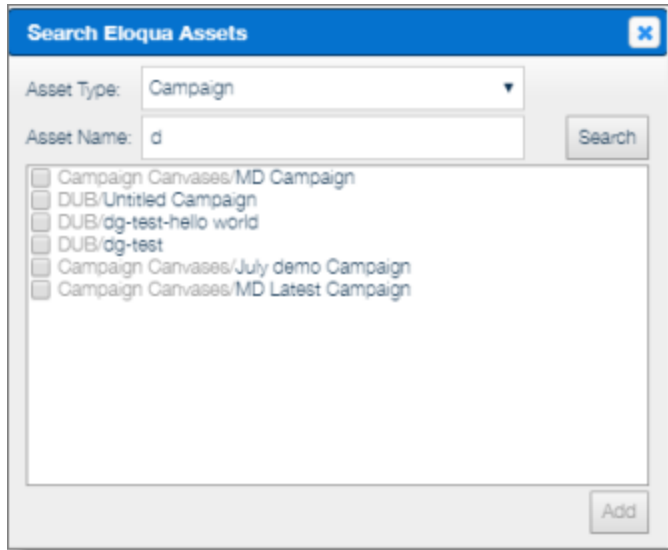 Search Eloqua Assets
Asset Type: Campaign
Asset Name: d Search
Campaign Canvases/MD Campaign
DUB/Untitled Campaign
DUB/dg-test-hello world
DUB/dg-test
Campaign Canvases/July demo Campaign
Campaign Canvases/MD Latest Campaign
Add